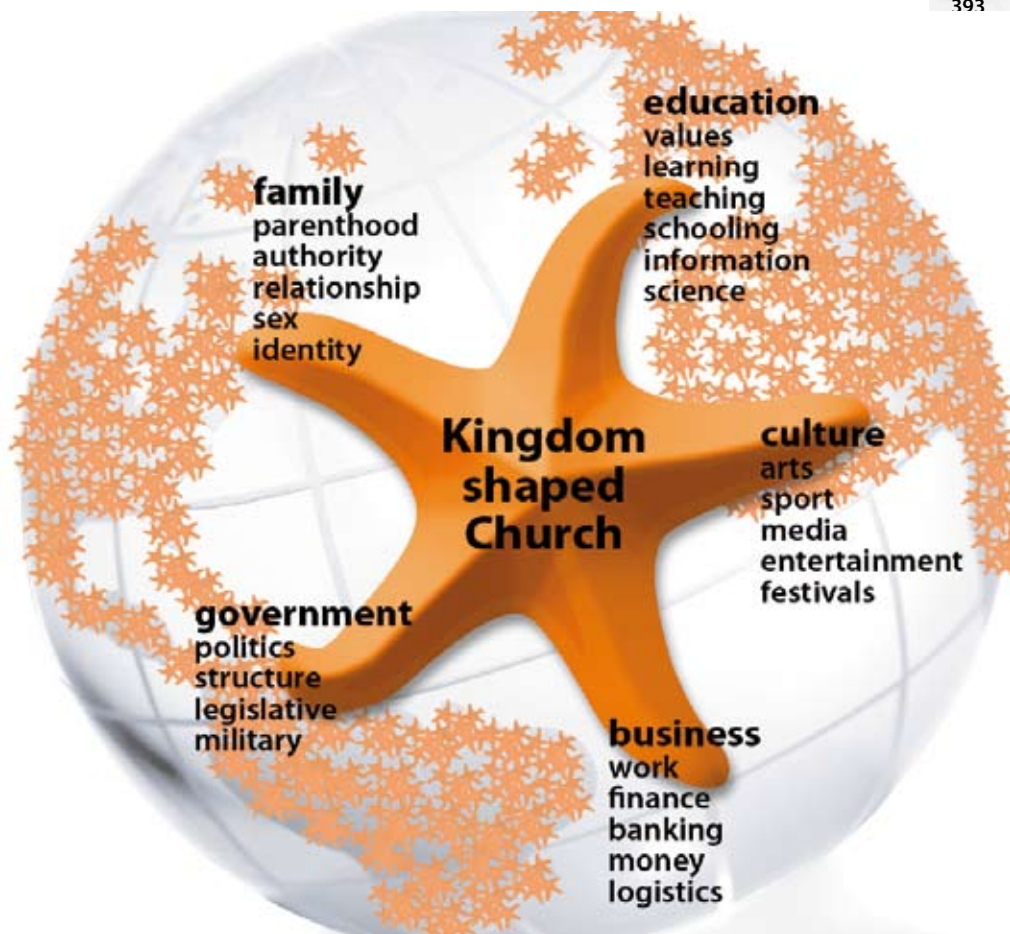 393
education
values
learning
teaching
schooling
information
science
family
parenthood
authority
relationship
sex
identity
Kingdom
shaped
Church
culture
arts
sport
media
entertainment
festivals
government
politics
structure
legislative
military
business
work
finance
banking
money
logistics